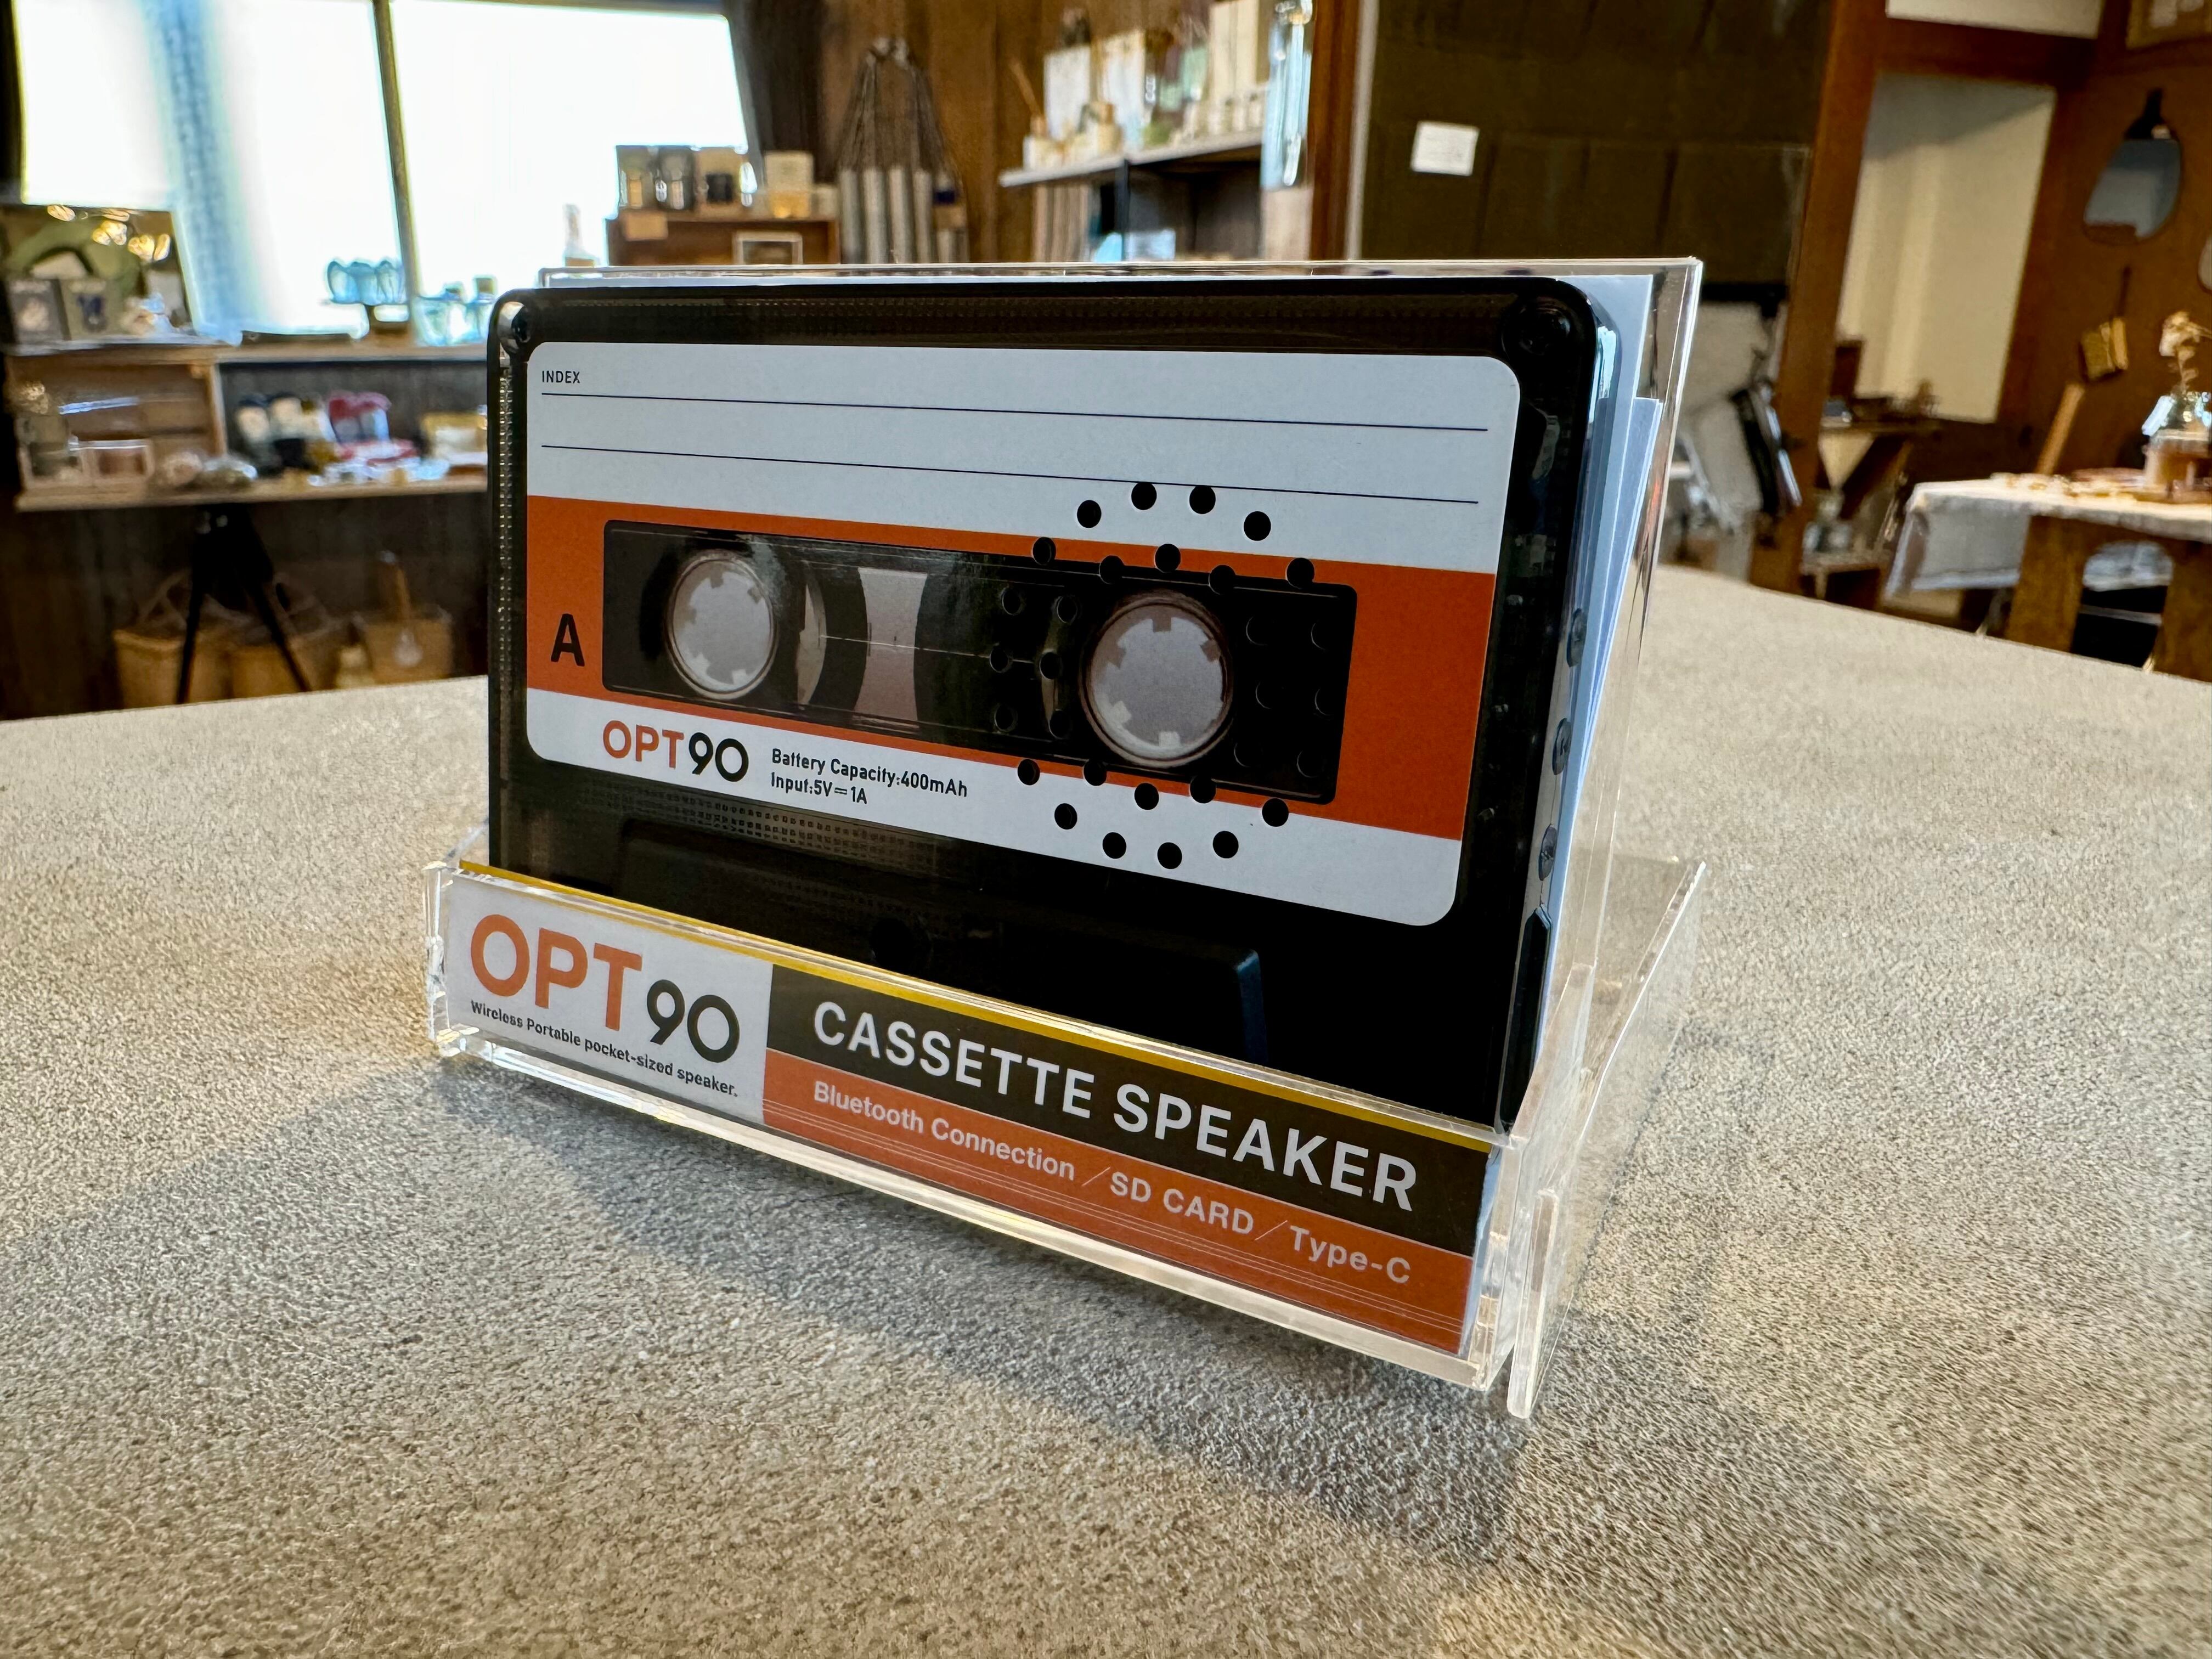 INDEX
A
OPT90
Battery Capacity:400mAh
Input:5V⎓1A
OPT90
Wireless Portable pocket-sized speaker.
CASSETTE SPEAKER
Bluetooth Connection／SD CARD／Type-C